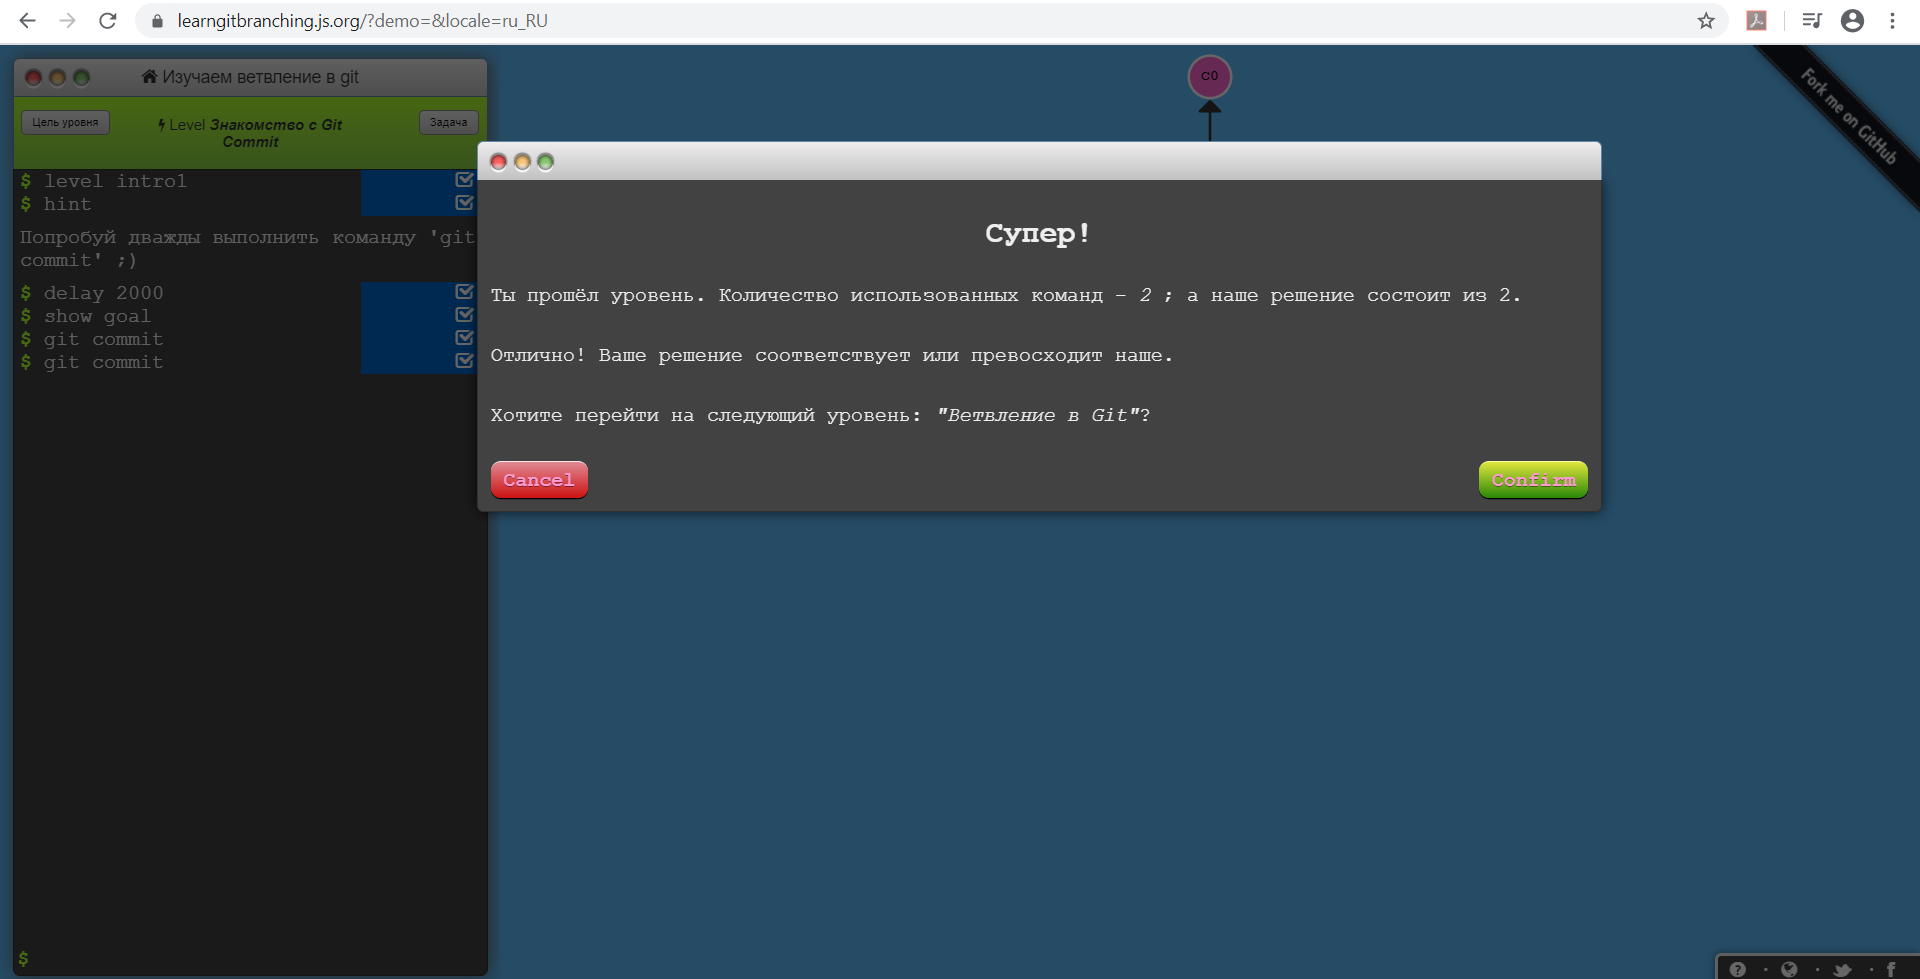 learngitbranching.js.org/?demo=&locale=ru_RU
Изучаем ветвление в git
Цель уровня
Level Знакомство с Git
Commit
Задача
$ level intro1
$ hint
Попробуй дважды выполнить команду 'git
commit' ;)
$ delay 2000
$ show goal
$ git commit
$ git commit
$
C0
Fork me on GitHub
Супер!
Ты прошёл уровень. Количество использованных команд – 2 ; а наше решение состоит из 2.
Отлично! Ваше решение соответствует или превосходит наше.
Хотите перейти на следующий уровень: "Ветвление в Git"?
Cancel
Confirm